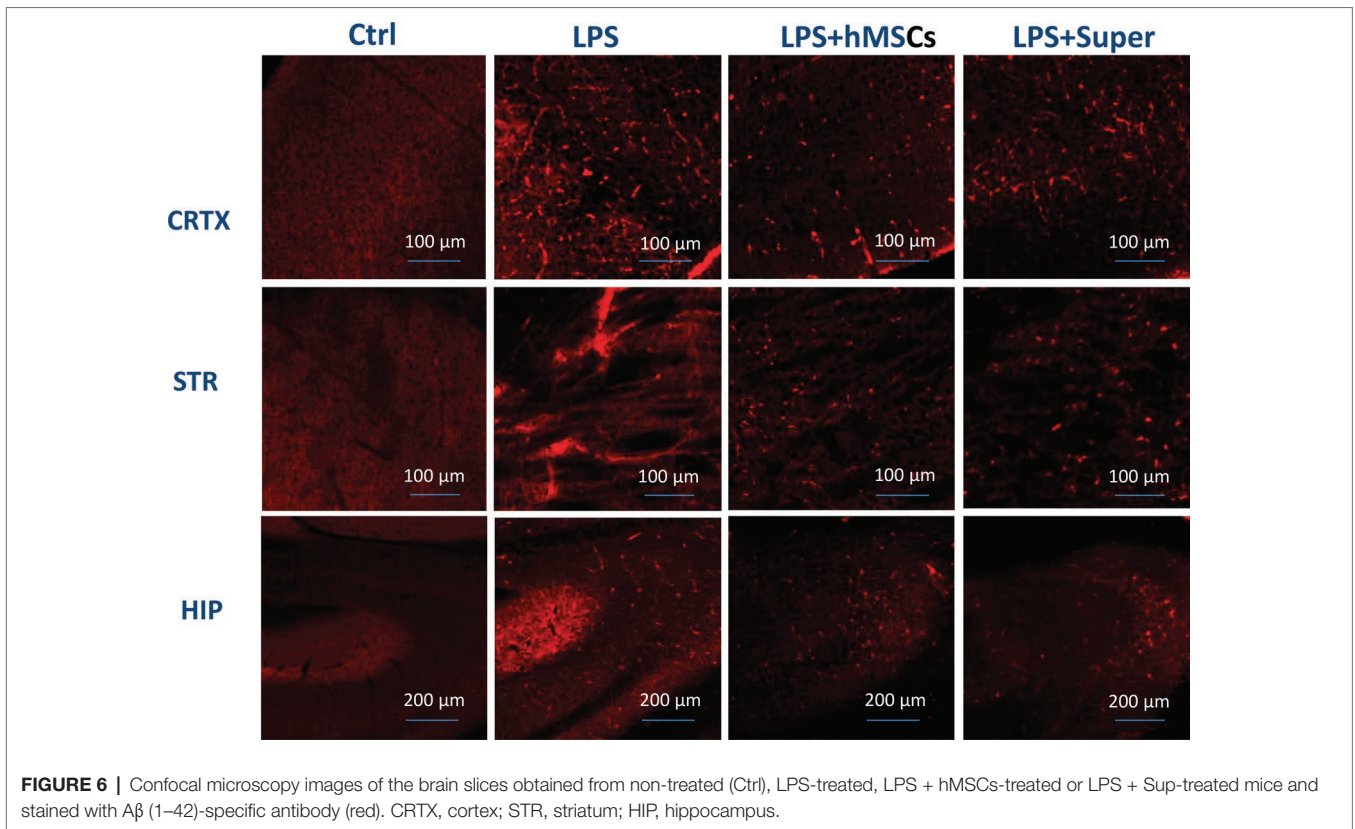 Ctrl LPS LPS+hMSCs LPS+Super
CRTX
100 µm 100 µm 100 µm 100 µm
STR
100 µm 100 µm 100 µm 100 µm
HIP
200 µm 200 µm 200 µm 200 µm
FIGURE 6 | Confocal microscopy images of the brain slices obtained from non-treated (Ctrl), LPS-treated, LPS + hMSCs-treated or LPS + Sup-treated mice and
stained with Aβ (1–42)-specific antibody (red). CRTX, cortex; STR, striatum; HIP, hippocampus.